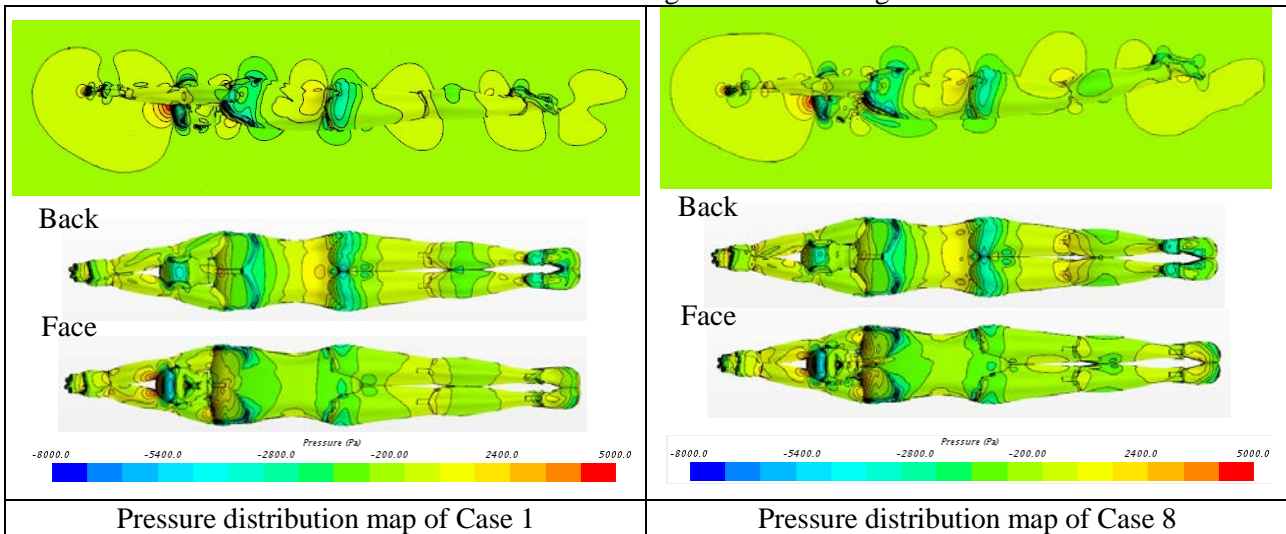 Back
Face
Pressure (Pa)
-8000.0 -5400.0 -2800.0 -200.00 2400.0 5000.0
Pressure distribution map of Case 1
Back
Face
Pressure (Pa)
-8000.0 -5400.0 -2800.0 -200.00 2400.0 5000.0
Pressure distribution map of Case 8